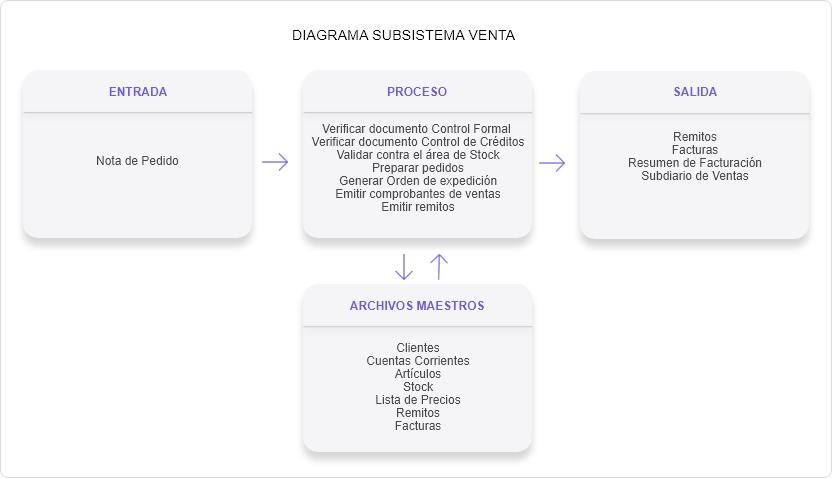 DIAGRAMA SUBSISTEMA VENTA
ENTRADA
Nota de Pedido
PROCESO
Verificar documento Control Formal
Verificar documento Control de Créditos
Validar contra el área de Stock
Preparar pedidos
Generar Orden de expedición
Emitir comprobantes de ventas
Emitir remitos
SALIDA
Remitos
Facturas
Resumen de Facturación
Subdiario de Ventas
ARCHIVOS MAESTROS
Clientes
Cuentas Corrientes
Artículos
Stock
Lista de Precios
Remitos
Facturas